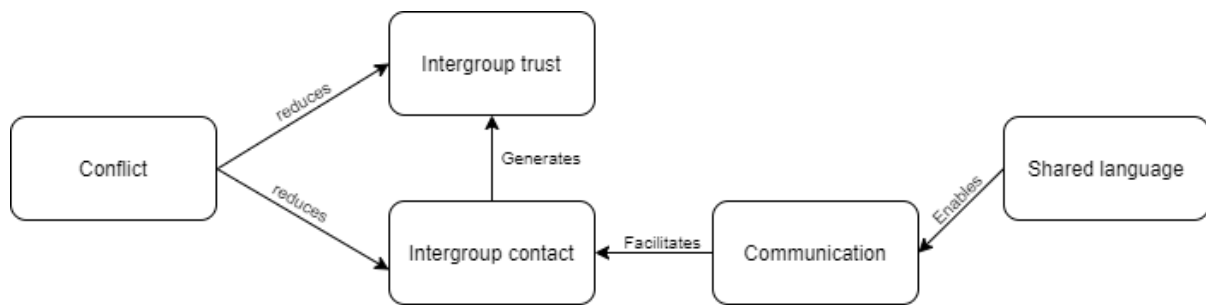 Intergroup trust
reduces
Conflict
Generates
Shared language
reduces
Enables
Intergroup contact
Facilitates
Communication